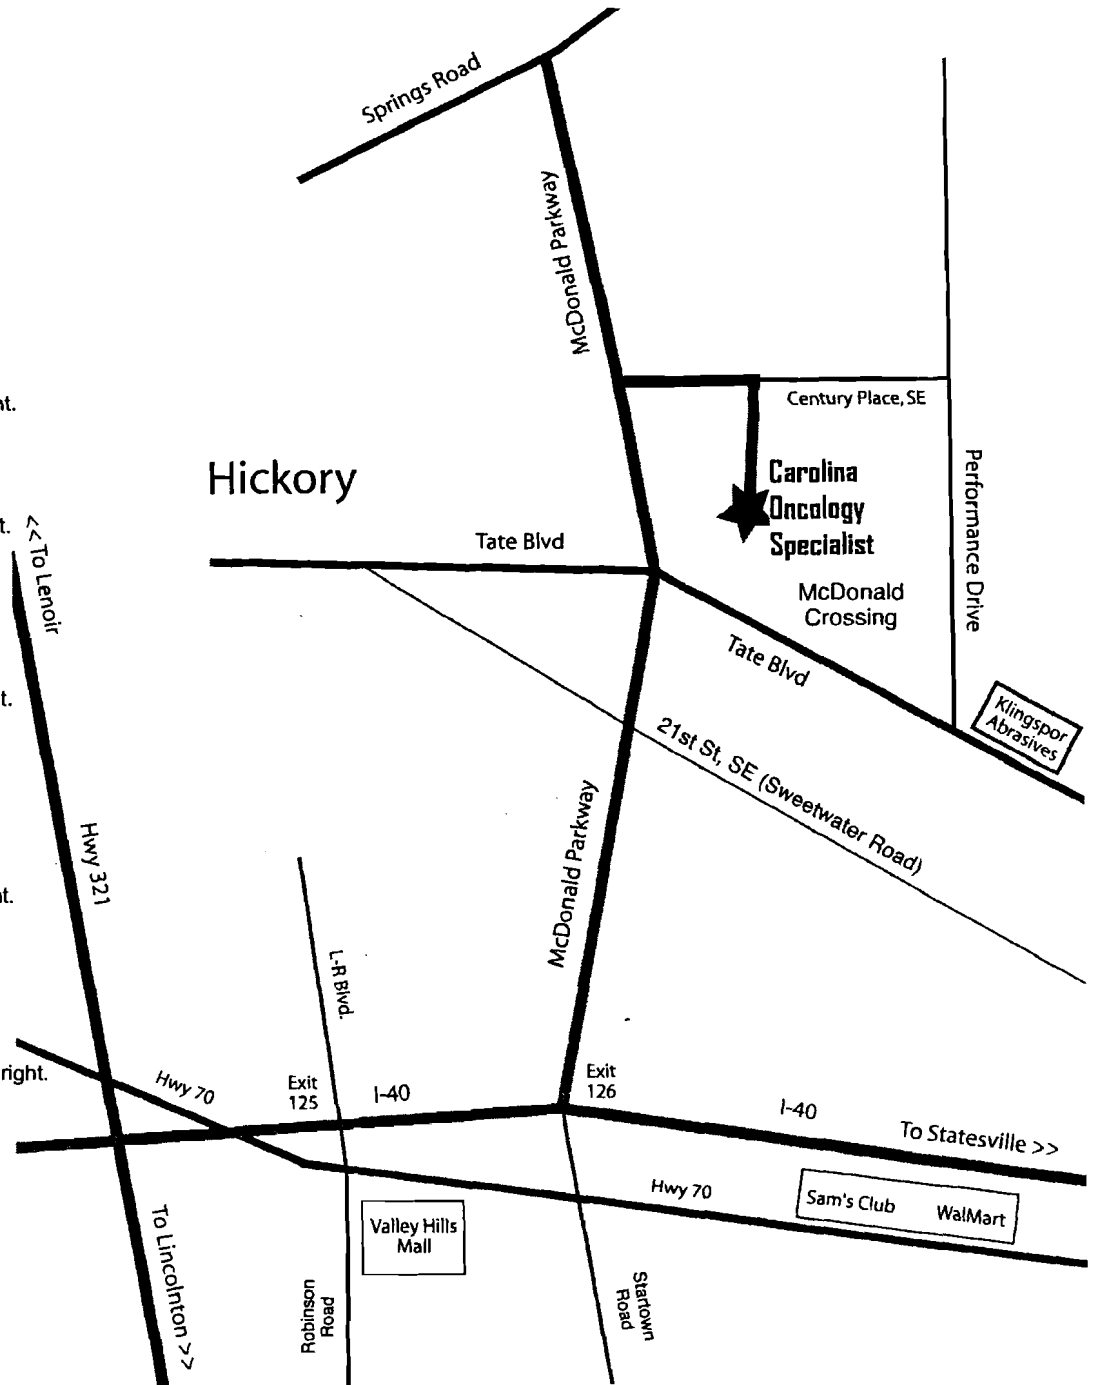 Springs Road
McDonald Parkway
Century Place, SE
nt.
Hickory
Carolina
Oncology
Specialist
Performance Drive
t.
<< To Lenoir
Tate Blvd
McDonald
Crossing
Tate Blvd
t.
Klingspor
Abrasives
21st St, SE (Sweetwater Road)
Hwy 321
McDonald Parkway
nt.
L-R Blvd.
right.
Hwy 70
Exit
125
I-40
Exit
126
I-40
To Statesville >>
Hwy 70
Sam's Club
WalMart
Valley Hills
Mall
To Lincolnton >>
Robinson
Road
Startown
Road